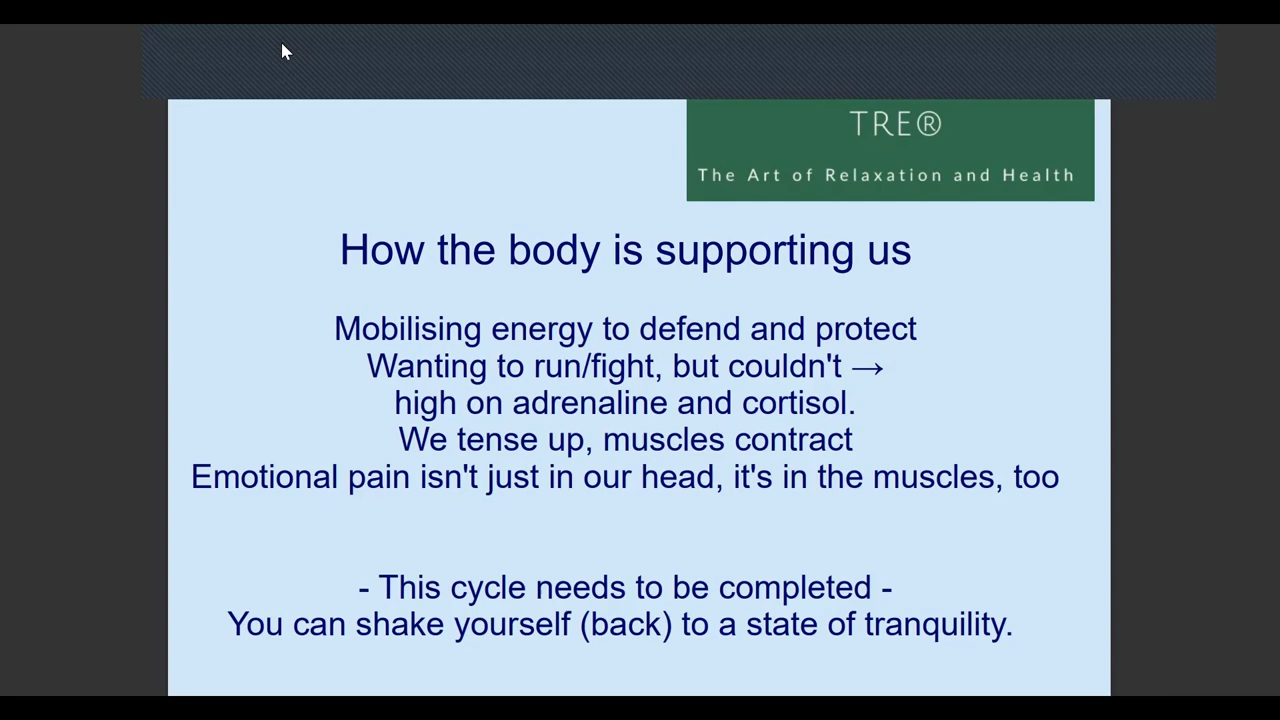 TRE®
The Art of Relaxation and Health
How the body is supporting us
Mobilising energy to defend and protect
Wanting to run/fight, but couldn't →
high on adrenaline and cortisol.
We tense up, muscles contract
Emotional pain isn't just in our head, it's in the muscles, too
- This cycle needs to be completed -
You can shake yourself (back) to a state of tranquility.